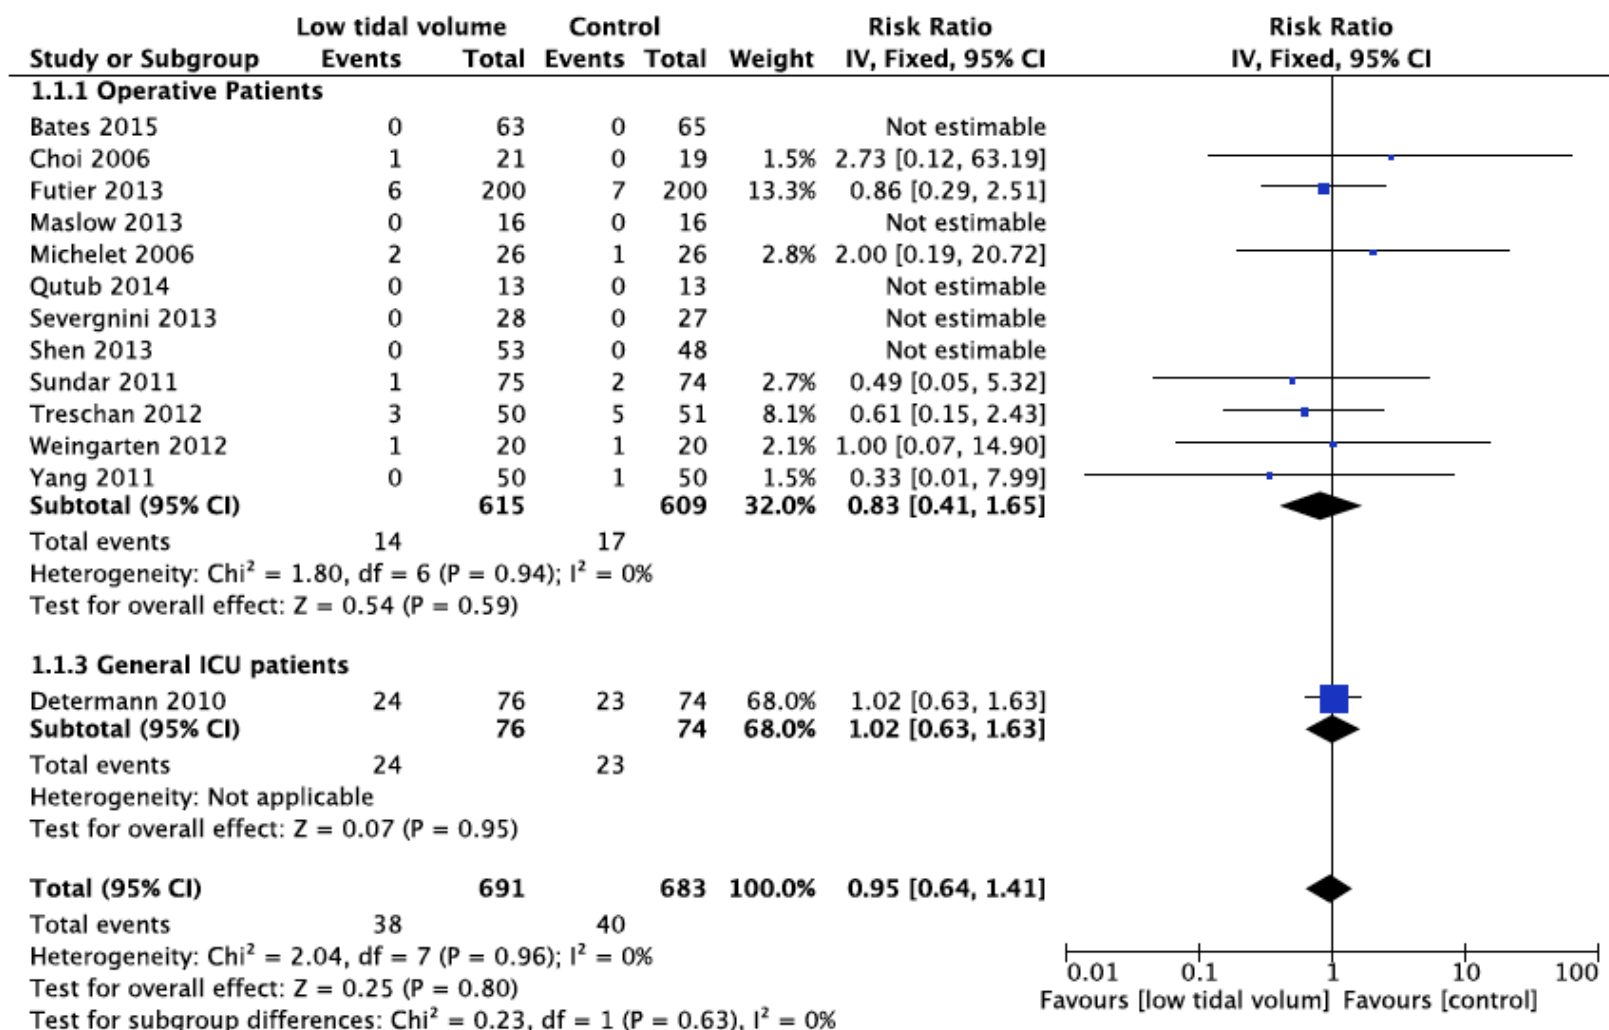 Low tidal volume Control Risk Ratio Risk Ratio
Study or Subgroup Events Total Events Total Weight IV, Fixed, 95% CI IV, Fixed, 95% CI
1.1.1 Operative Patients
Bates 2015 0 63 0 65 Not estimable
Choi 2006 1 21 0 19 1.5% 2.73 [0.12, 63.19]
Futier 2013 6 200 7 200 13.3% 0.86 [0.29, 2.51]
Maslow 2013 0 16 0 16 Not estimable
Michelet 2006 2 26 1 26 2.8% 2.00 [0.19, 20.72]
Qutub 2014 0 13 0 13 Not estimable
Severgnini 2013 0 28 0 27 Not estimable
Shen 2013 0 53 0 48 Not estimable
Sundar 2011 1 75 2 74 2.7% 0.49 [0.05, 5.32]
Treschan 2012 3 50 5 51 8.1% 0.61 [0.15, 2.43]
Weingarten 2012 1 20 1 20 2.1% 1.00 [0.07, 14.90]
Yang 2011 0 50 1 50 1.5% 0.33 [0.01, 7.99]
Subtotal (95% CI) 615 609 32.0% 0.83 [0.41, 1.65]
Total events 14 17
Heterogeneity: Chi² = 1.80, df = 6 (P = 0.94); I² = 0%
Test for overall effect: Z = 0.54 (P = 0.59)
1.1.3 General ICU patients
Determann 2010 24 76 23 74 68.0% 1.02 [0.63, 1.63]
Subtotal (95% CI) 76 74 68.0% 1.02 [0.63, 1.63]
Total events 24 23
Heterogeneity: Not applicable
Test for overall effect: Z = 0.07 (P = 0.95)
Total (95% CI) 691 683 100.0% 0.95 [0.64, 1.41]
Total events 38 40
Heterogeneity: Chi² = 2.04, df = 7 (P = 0.96); I² = 0%
Test for overall effect: Z = 0.25 (P = 0.80)
Test for subgroup differences: Chi² = 0.23, df = 1 (P = 0.63), I² = 0%
0.01 0.1 1 10 100
Favours [low tidal volum] Favours [control]